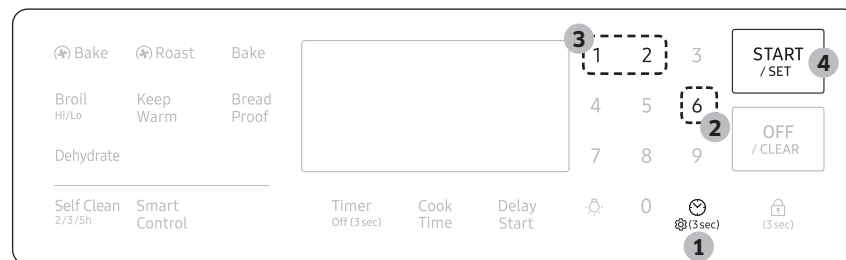 Bake Roast Bake
3
1 2 3
START
/ SET
4
Broil
Hi/Lo
Keep
Warm
Bread
Proof
4 5 6
2
OFF
/ CLEAR
Dehydrate
7 8 9
Self Clean
2/3/5h
Smart
Control
Timer
Off (3 sec)
Cook
Time
Delay
Start
0
(3 sec)
(3 sec)
1